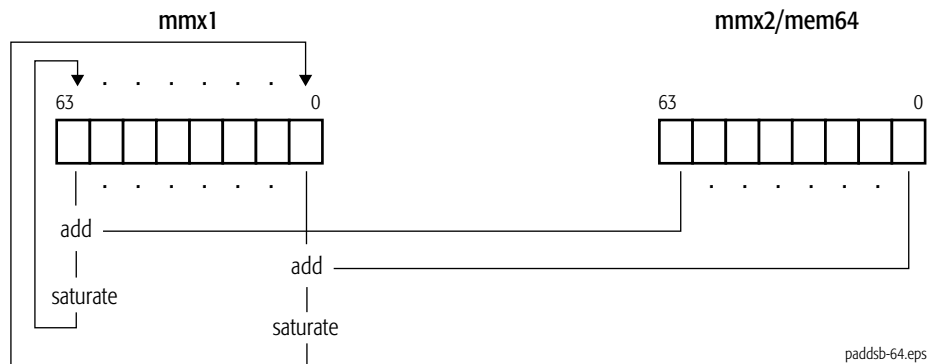 mmx1 mmx2/mem64
. . . . . .
63 0 63 0
. . . . . . . . . . . .
add
add
saturate
saturate
paddsb-64.eps